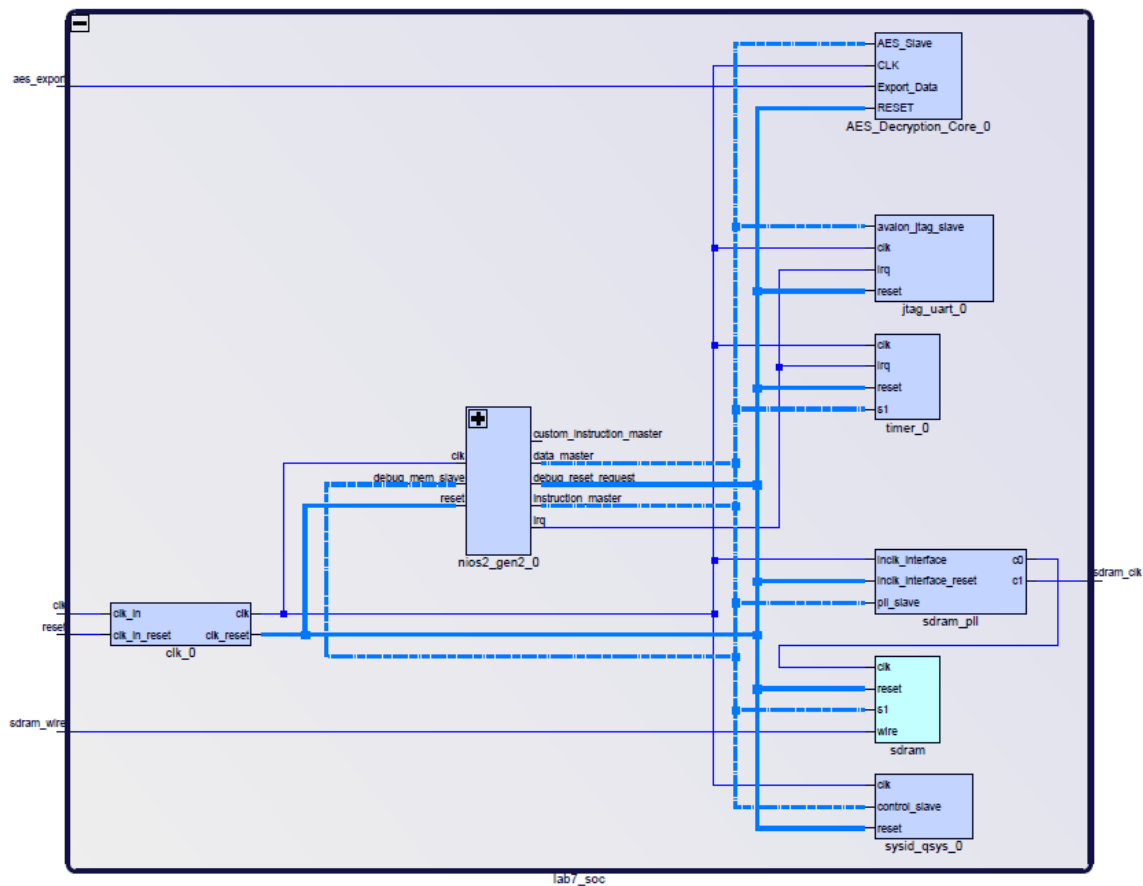 AES_Slave
CLK
aes_export
Export_Data
RESET
AES_Decryption_Core_0
avalon_jtag_slave
clk
irq
reset
jtag_uart_0
clk
irq
reset
s1
timer_0
custom_instruction_master
clk
data_master
debug_mem_slave
debug_reset_request
reset
instruction_master
irq
nios2_gen2_0
inclk_interface
c0
inclk_interface_reset
c1
sdram_clk
pll_slave
sdram_pll
clk
clk_in
clk
reset
clk_in_reset
clk_reset
clk_0
clk
reset
s1
sdram_wire
wire
sdram
clk
control_slave
reset
sysid_qsys_0
lab7_soc